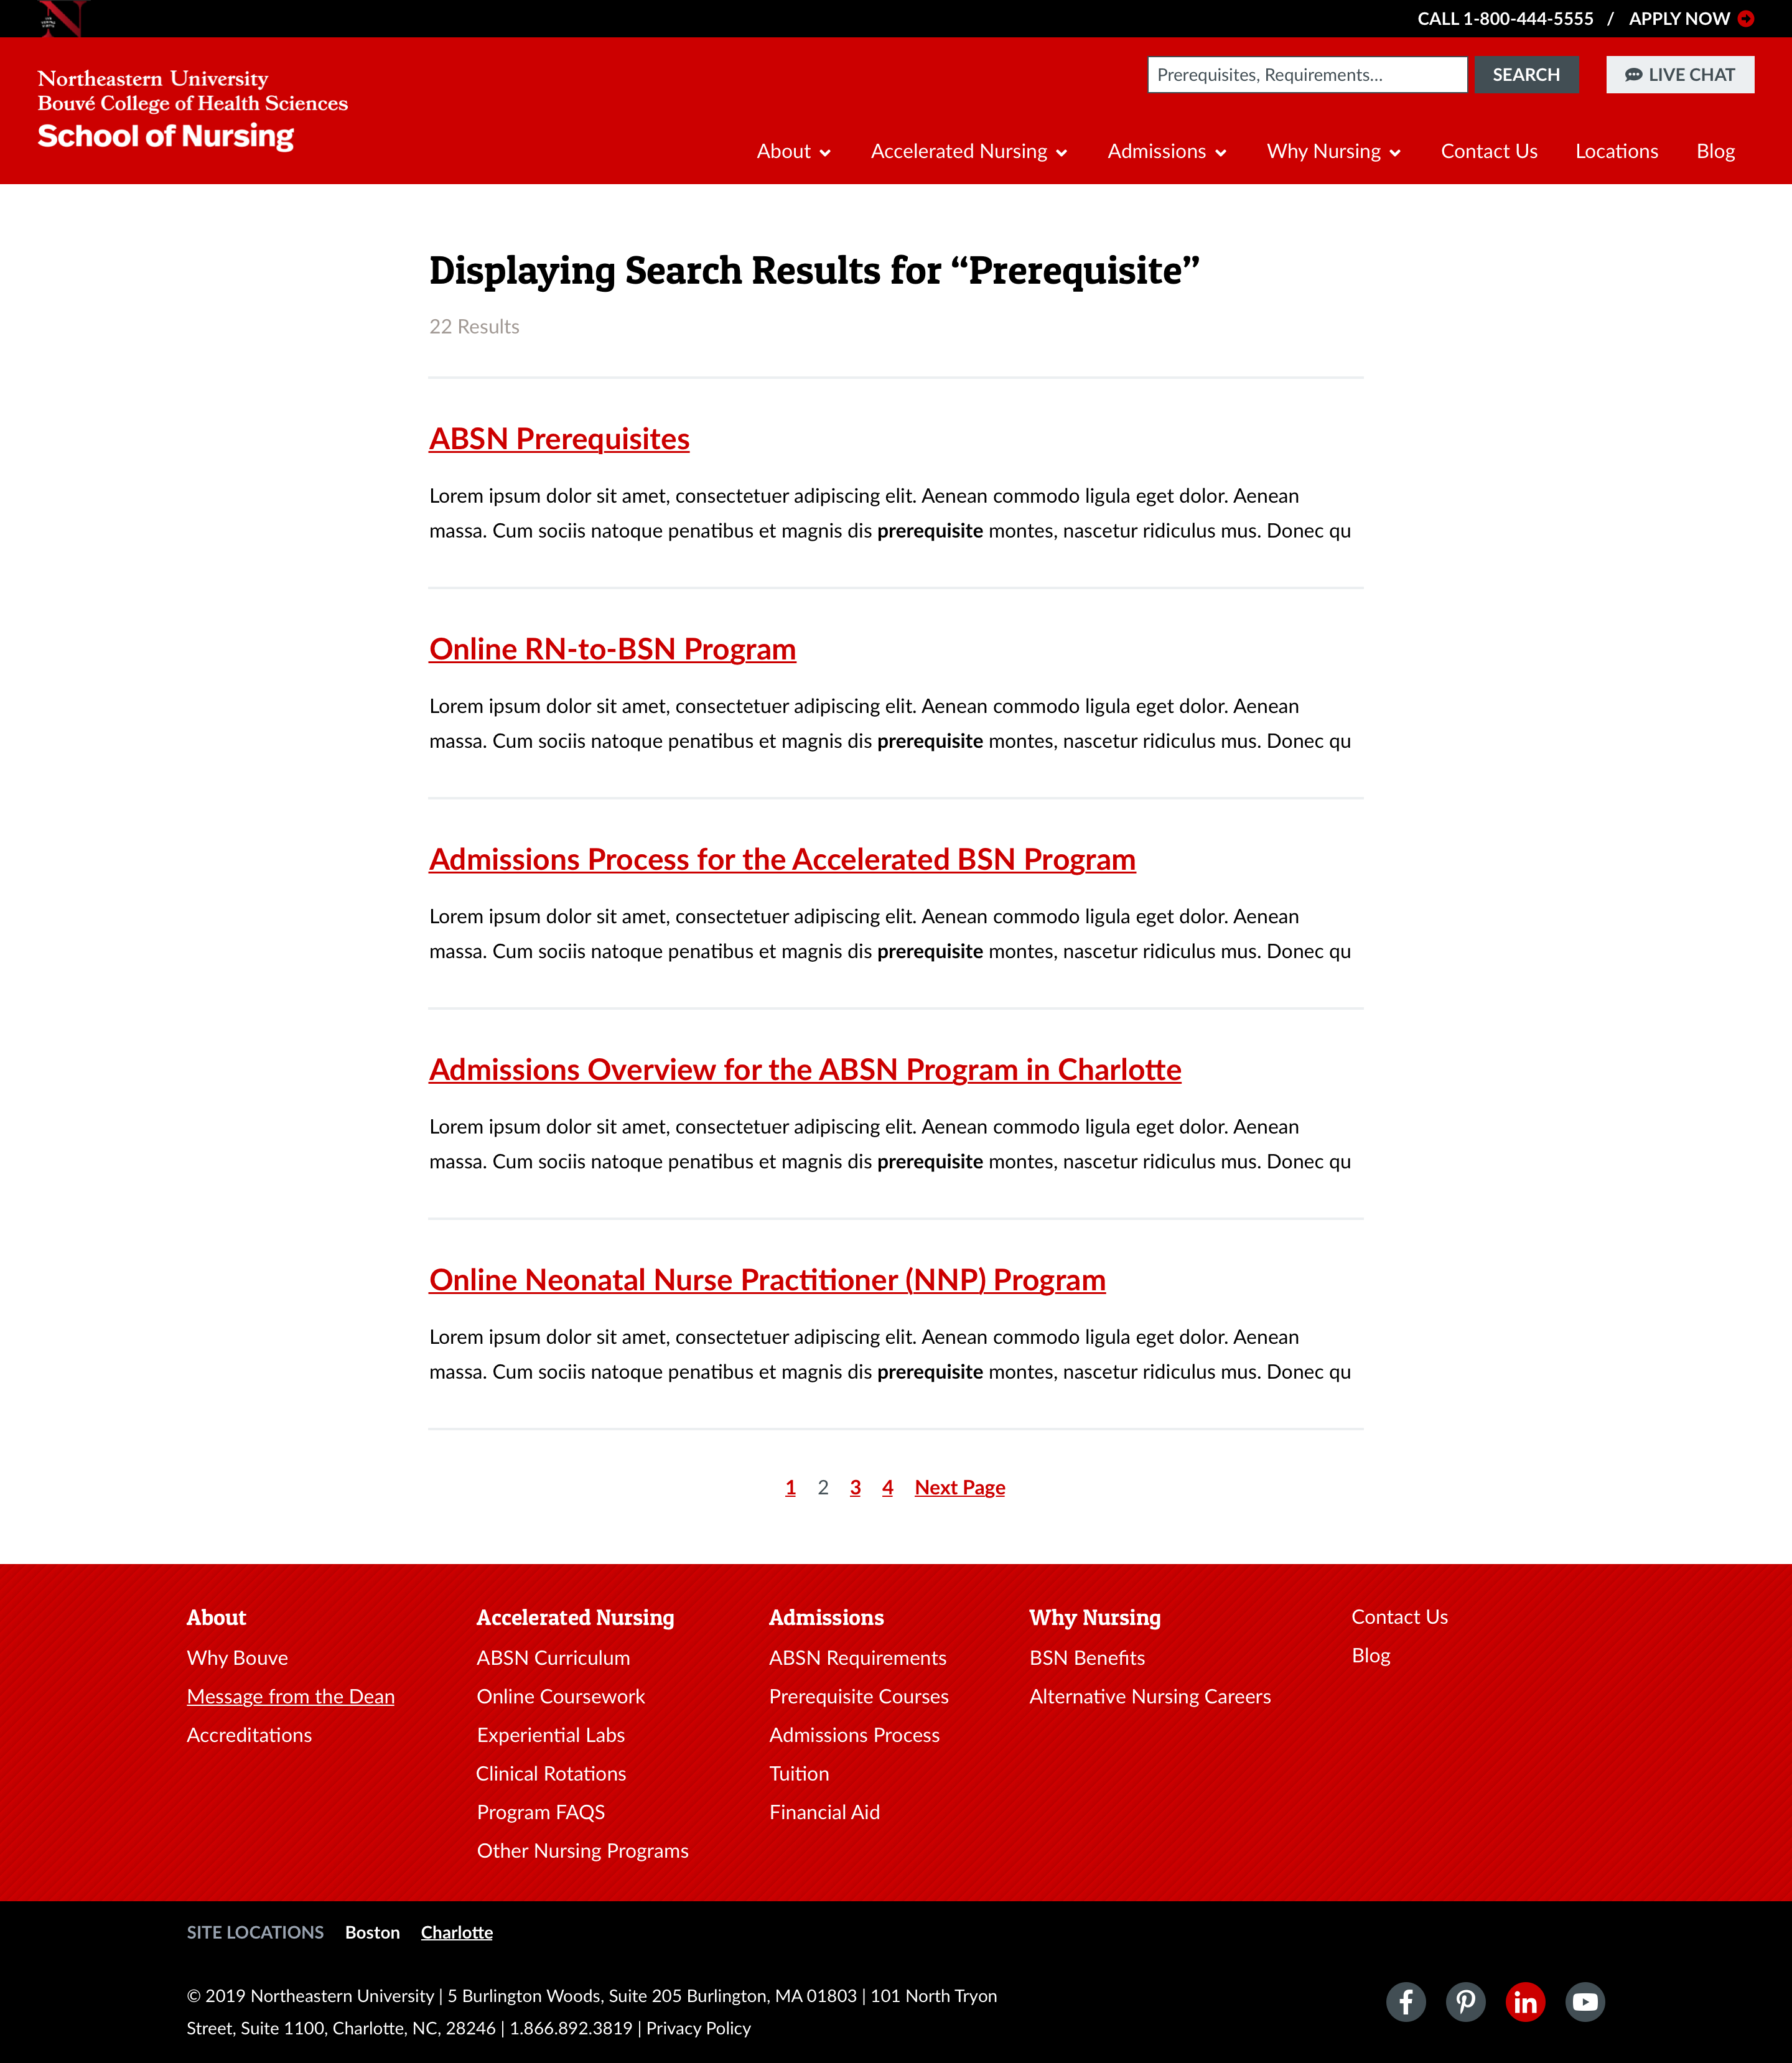 CALL 1-800-444-5555 / APPLY NOW
Northeastern University
Bouvé College of Health Sciences
School of Nursing
Prerequisites, Requirements...
SEARCH
LIVE CHAT
About Accelerated Nursing Admissions Why Nursing Contact Us Locations Blog
Displaying Search Results for “Prerequisite”
22 Results
ABSN Prerequisites
Lorem ipsum dolor sit amet, consectetuer adipiscing elit. Aenean commodo ligula eget dolor. Aenean
massa. Cum sociis natoque penatibus et magnis dis prerequisite montes, nascetur ridiculus mus. Donec qu
Online RN-to-BSN Program
Lorem ipsum dolor sit amet, consectetuer adipiscing elit. Aenean commodo ligula eget dolor. Aenean
massa. Cum sociis natoque penatibus et magnis dis prerequisite montes, nascetur ridiculus mus. Donec qu
Admissions Process for the Accelerated BSN Program
Lorem ipsum dolor sit amet, consectetuer adipiscing elit. Aenean commodo ligula eget dolor. Aenean
massa. Cum sociis natoque penatibus et magnis dis prerequisite montes, nascetur ridiculus mus. Donec qu
Admissions Overview for the ABSN Program in Charlotte
Lorem ipsum dolor sit amet, consectetuer adipiscing elit. Aenean commodo ligula eget dolor. Aenean
massa. Cum sociis natoque penatibus et magnis dis prerequisite montes, nascetur ridiculus mus. Donec qu
Online Neonatal Nurse Practitioner (NNP) Program
Lorem ipsum dolor sit amet, consectetuer adipiscing elit. Aenean commodo ligula eget dolor. Aenean
massa. Cum sociis natoque penatibus et magnis dis prerequisite montes, nascetur ridiculus mus. Donec qu
1 2 3 4 Next Page
About
Why Bouve
Message from the Dean
Accreditations
Accelerated Nursing
ABSN Curriculum
Online Coursework
Experiential Labs
Clinical Rotations
Program FAQS
Other Nursing Programs
Admissions
ABSN Requirements
Prerequisite Courses
Admissions Process
Tuition
Financial Aid
Why Nursing
BSN Benefits
Alternative Nursing Careers
Contact Us
Blog
SITE LOCATIONS Boston Charlotte
© 2019 Northeastern University | 5 Burlington Woods, Suite 205 Burlington, MA 01803 | 101 North Tryon
Street, Suite 1100, Charlotte, NC, 28246 | 1.866.892.3819 | Privacy Policy